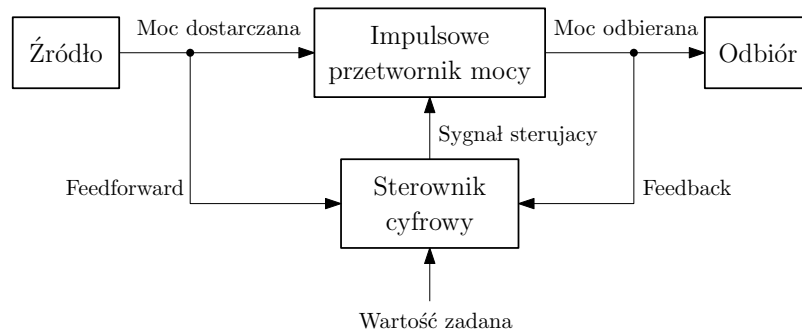 Moc dostarczana
Moc odbierana
Źródło
Impulsowe
przetwornik mocy
Odbiór
Sygnał sterujacy
Feedforward
Sterownik
cyfrowy
Feedback
Wartość zadana